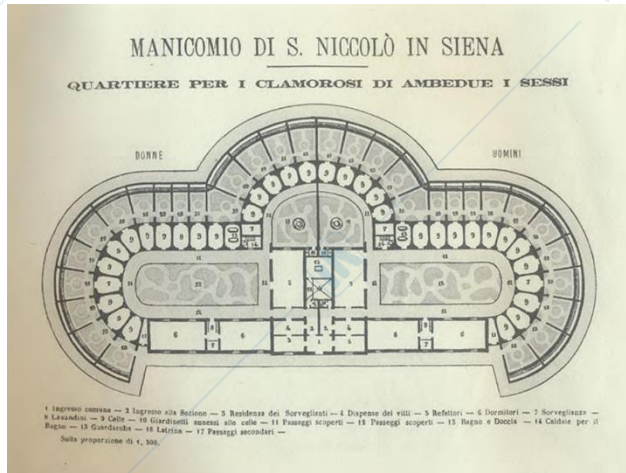 MANICOMIO DI S. NICCOLÒ IN SIENA
QUARTIERE PER I CLAMOROSI DI AMBEDUE I SESSI
DONNE
UOMINI
1 Ingresso comune — 2 Ingresso alla Sezione — 3 Residenza dei Sorveglianti — 4 Dispense dei vitti — 5 Refettori — 6 Dormitori — 7 Sorveglianza —
8 Lavandini — 9 Celle — 10 Giardinetti annessi alle celle — 11 Passaggi scoperti — 12 Passeggi scoperti — 13 Bagno e Doccia — 14 Caldaie per il
Bagno — 15 Guardaroba — 16 Latrine — 17 Passaggi secondari —
Sulla proporzione di 1, 500.